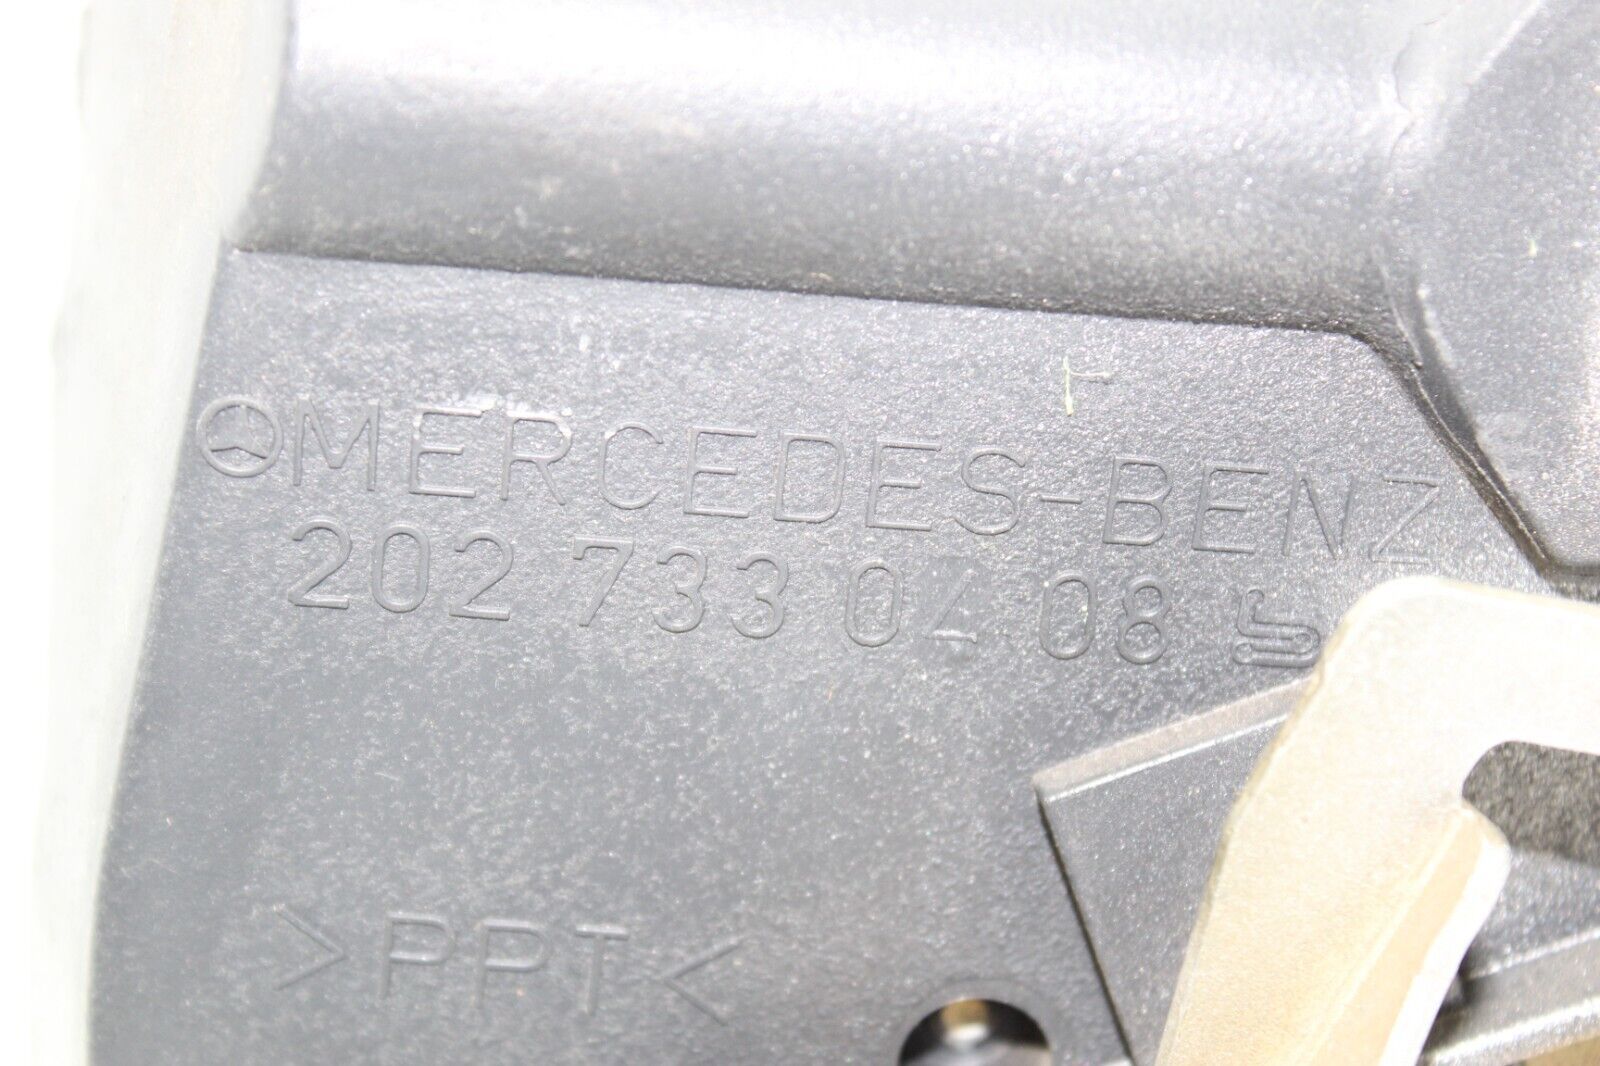 MERCEDES-BENZ
202 733 04 08
>PPT<